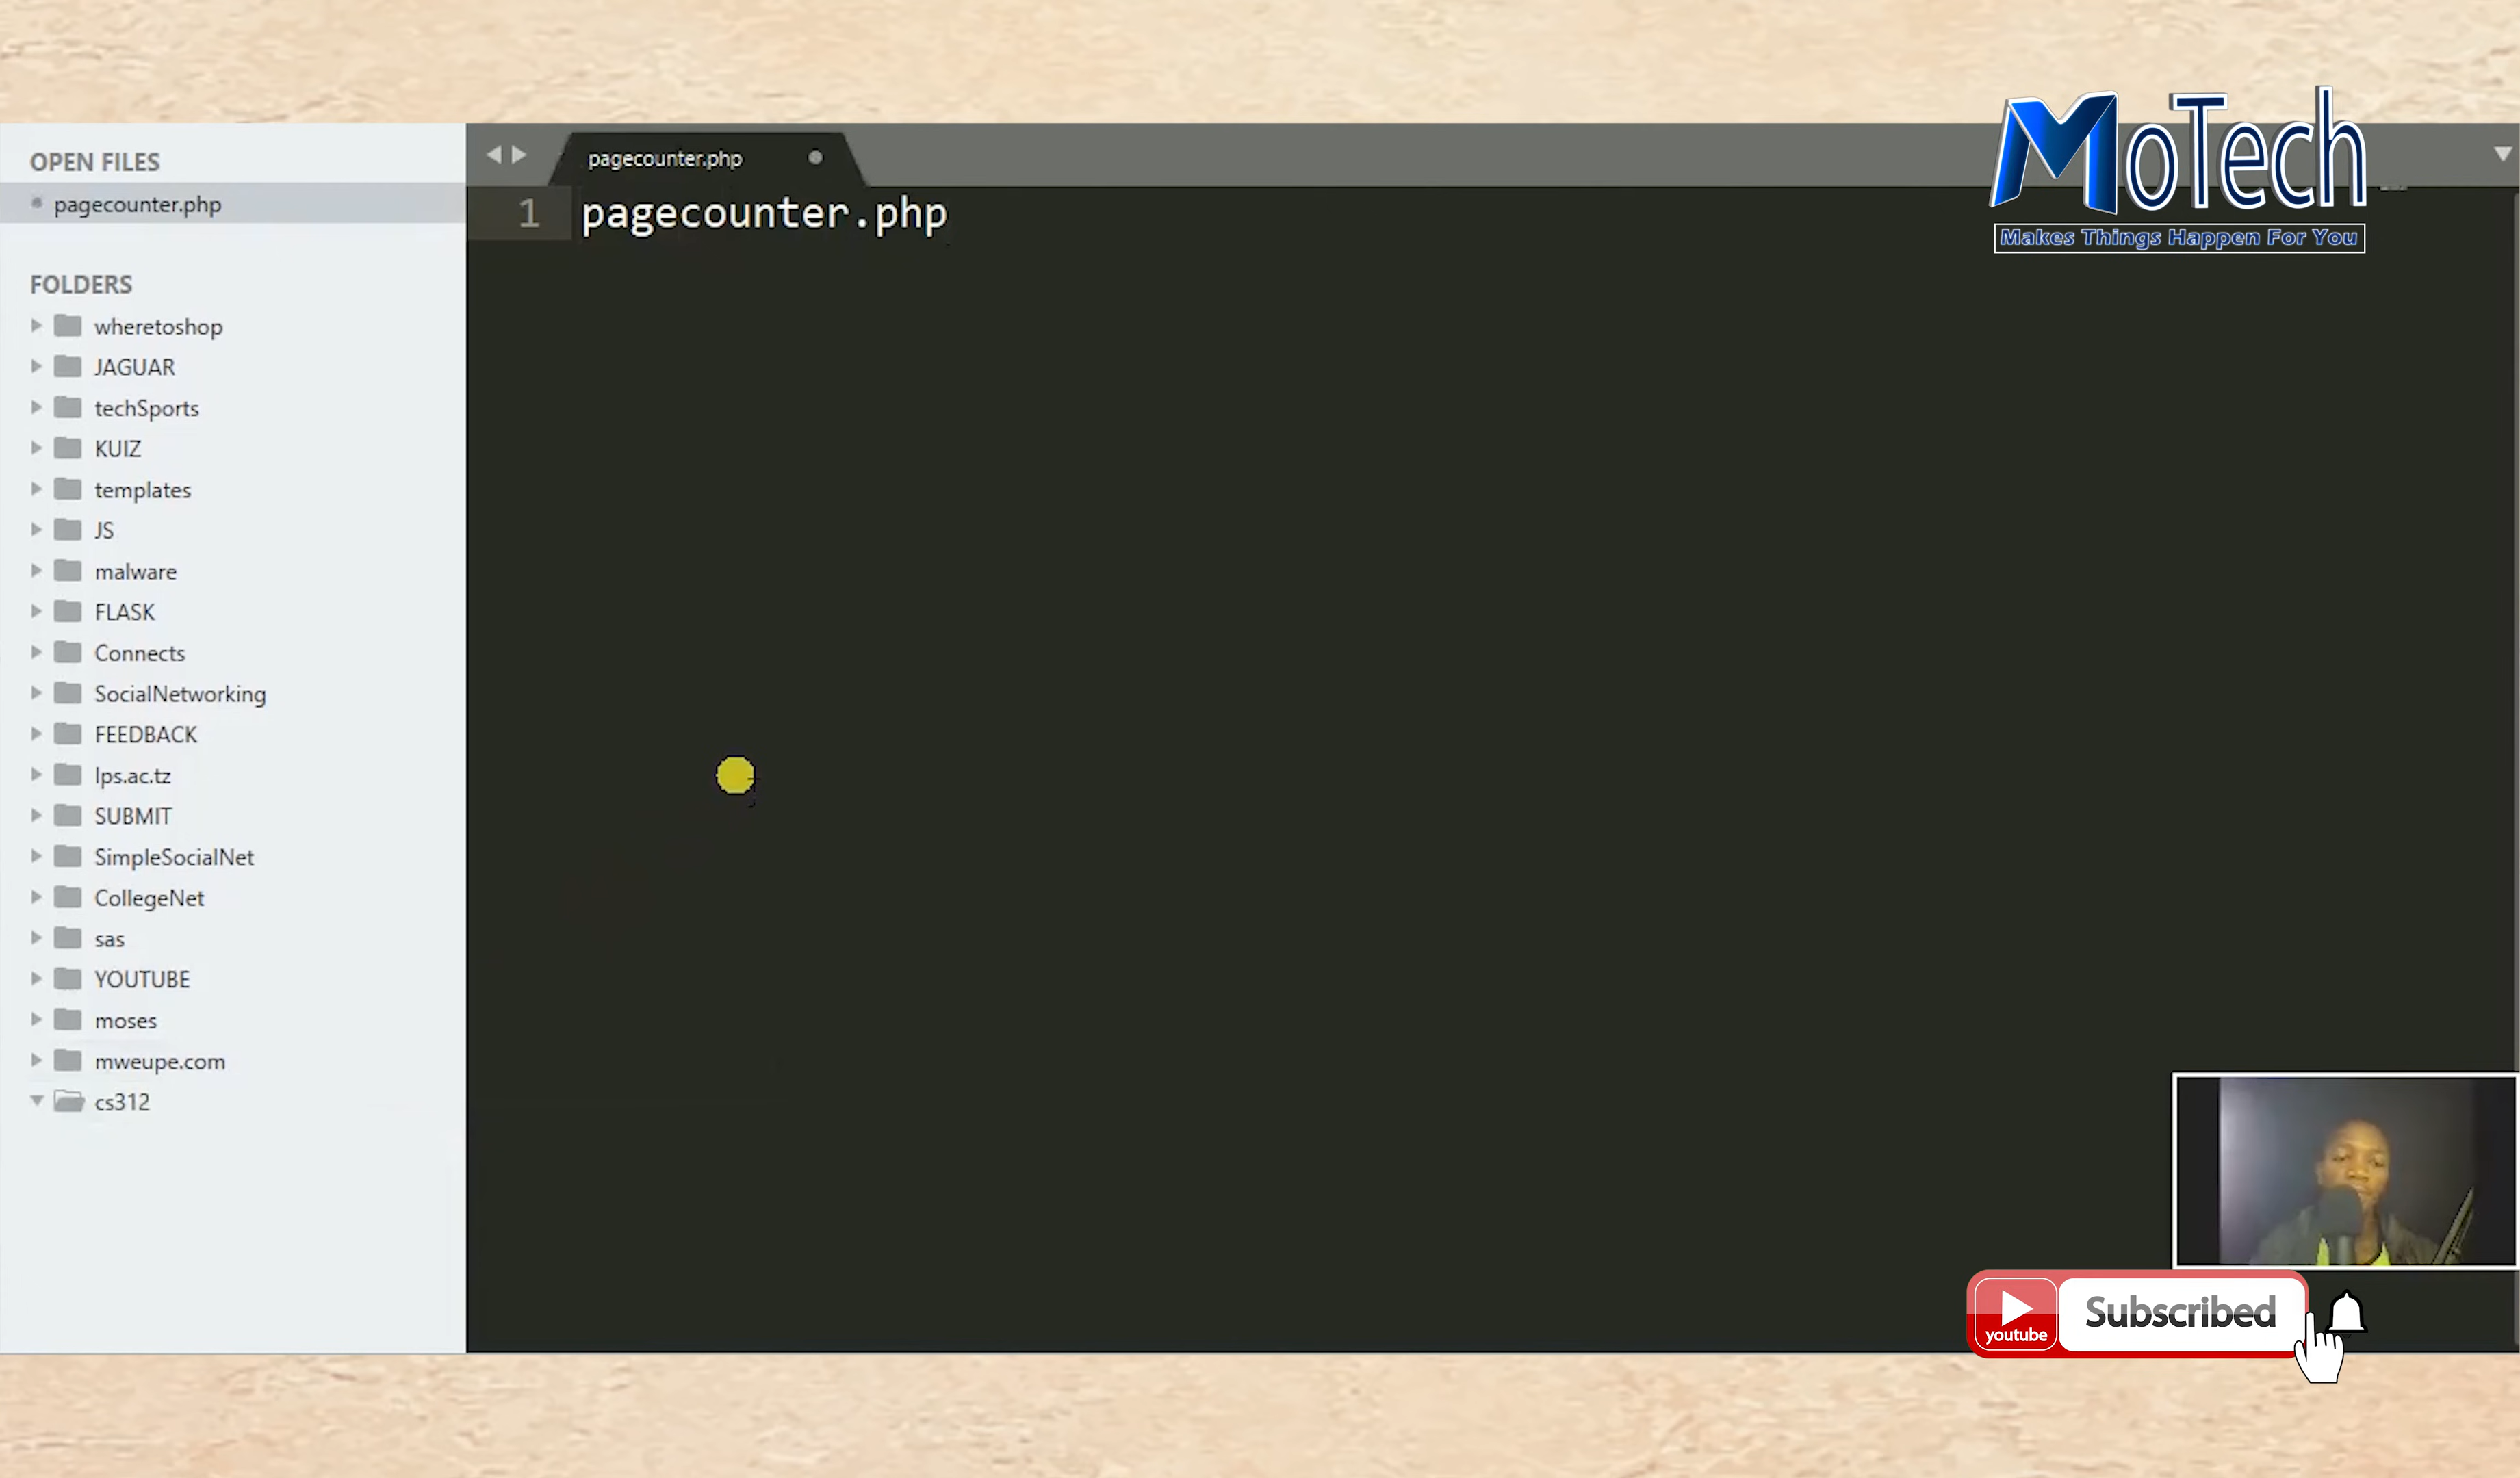 OPEN FILES
pagecounter.php
FOLDERS
wheretoshop
JAGUAR
techSports
KUIZ
templates
JS
malware
FLASK
Connects
SocialNetworking
FEEDBACK
lps.ac.tz
SUBMIT
SimpleSocialNet
CollegeNet
sas
YOUTUBE
moses
mweupe.com
cs312
pagecounter.php
1 pagecounter.php
MoTech
Makes Things Happen For You
youtube
Subscribed